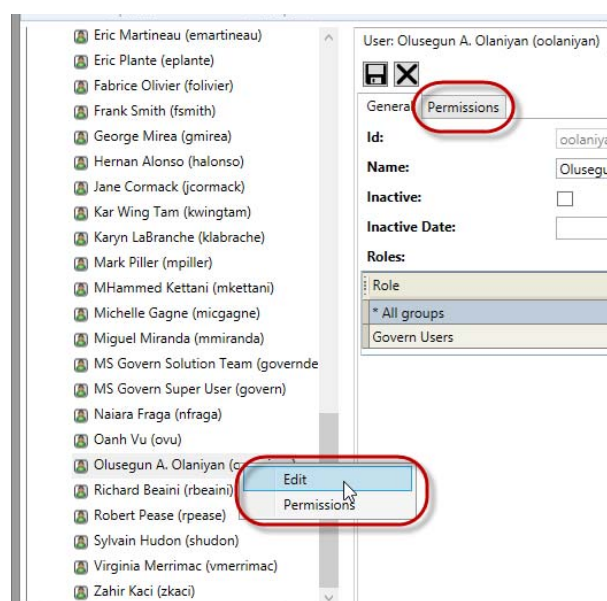 Eric Martineau (emartineau)
Eric Plante (eplante)
Fabrice Olivier (folivier)
Frank Smith (fsmith)
George Mirea (gmirea)
Hernan Alonso (halonso)
Jane Cormack (jcormack)
Kar Wing Tam (kwingtam)
Karyn LaBranche (klabrache)
Mark Piller (mpiller)
MHammed Kettani (mkettani)
Michelle Gagne (micgagne)
Miguel Miranda (mmiranda)
MS Govern Solution Team (governde
MS Govern Super User (govern)
Naiara Fraga (nfraga)
Oanh Vu (ovu)
Olusegun A. Olaniyan
Richard Beaini (rbeaini)
Robert Pease (rpease)
Sylvain Hudon (shudon)
Virginia Merrimac (vmerrimac)
Zahir Kaci (zkaci)
Edit
Permissions
User: Olusegun A. Olaniyan (oolaniyan)
General Permissions
Id: oolaniya
Name: Olusegu
Inactive:
Inactive Date:
Roles:
Role
* All groups
Govern Users